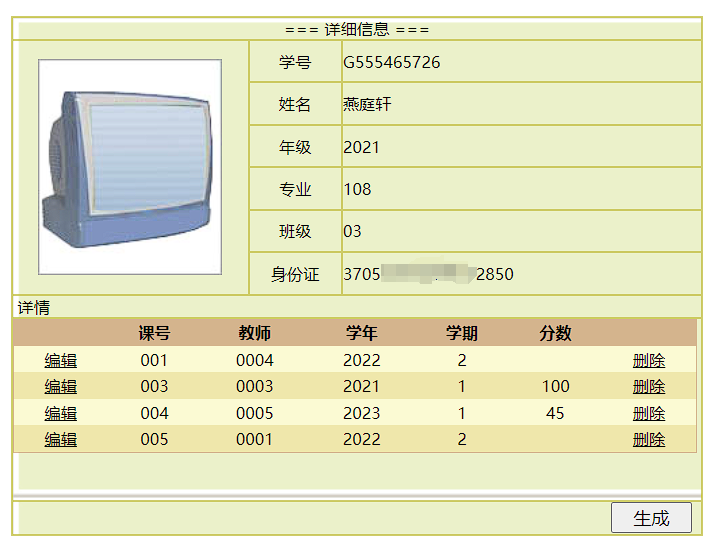 === 详细信息 ===
学号 G555465726
姓名 燕庭轩
年级 2021
专业 108
班级 03
身份证 3705 2850
详情
课号 教师 学年 学期 分数
编辑 001 0004 2022 2 删除
编辑 003 0003 2021 1 100 删除
编辑 004 0005 2023 1 45 删除
编辑 005 0001 2022 2 删除
生成